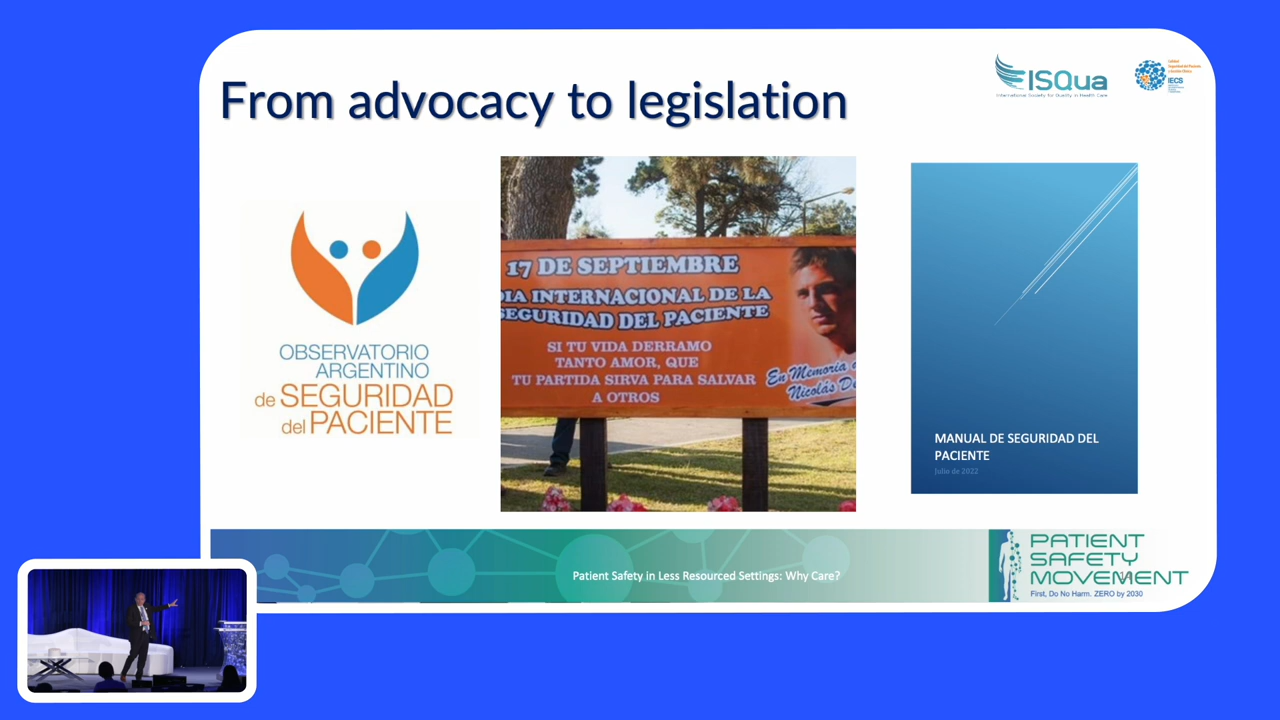 From advocacy to legislation
ISQua
International Society for Quality in Health Care
IECS
OBSERVATORIO
ARGENTINO
de SEGURIDAD
del PACIENTE
17 DE SEPTIEMBRE
DIA INTERNACIONAL DE LA
SEGURIDAD DEL PACIENTE
SI TU VIDA DERRAMO
TANTO AMOR, QUE
TU PARTIDA SIRVA PARA SALVAR
A OTROS
En Memoria
Nicolás De
MANUAL DE SEGURIDAD DEL
PACIENTE
Julio de 2022
Patient Safety in Less Resourced Settings: Why Care?
PATIENT
SAFETY
MOVEMENT
First, Do No Harm. ZERO by 2030